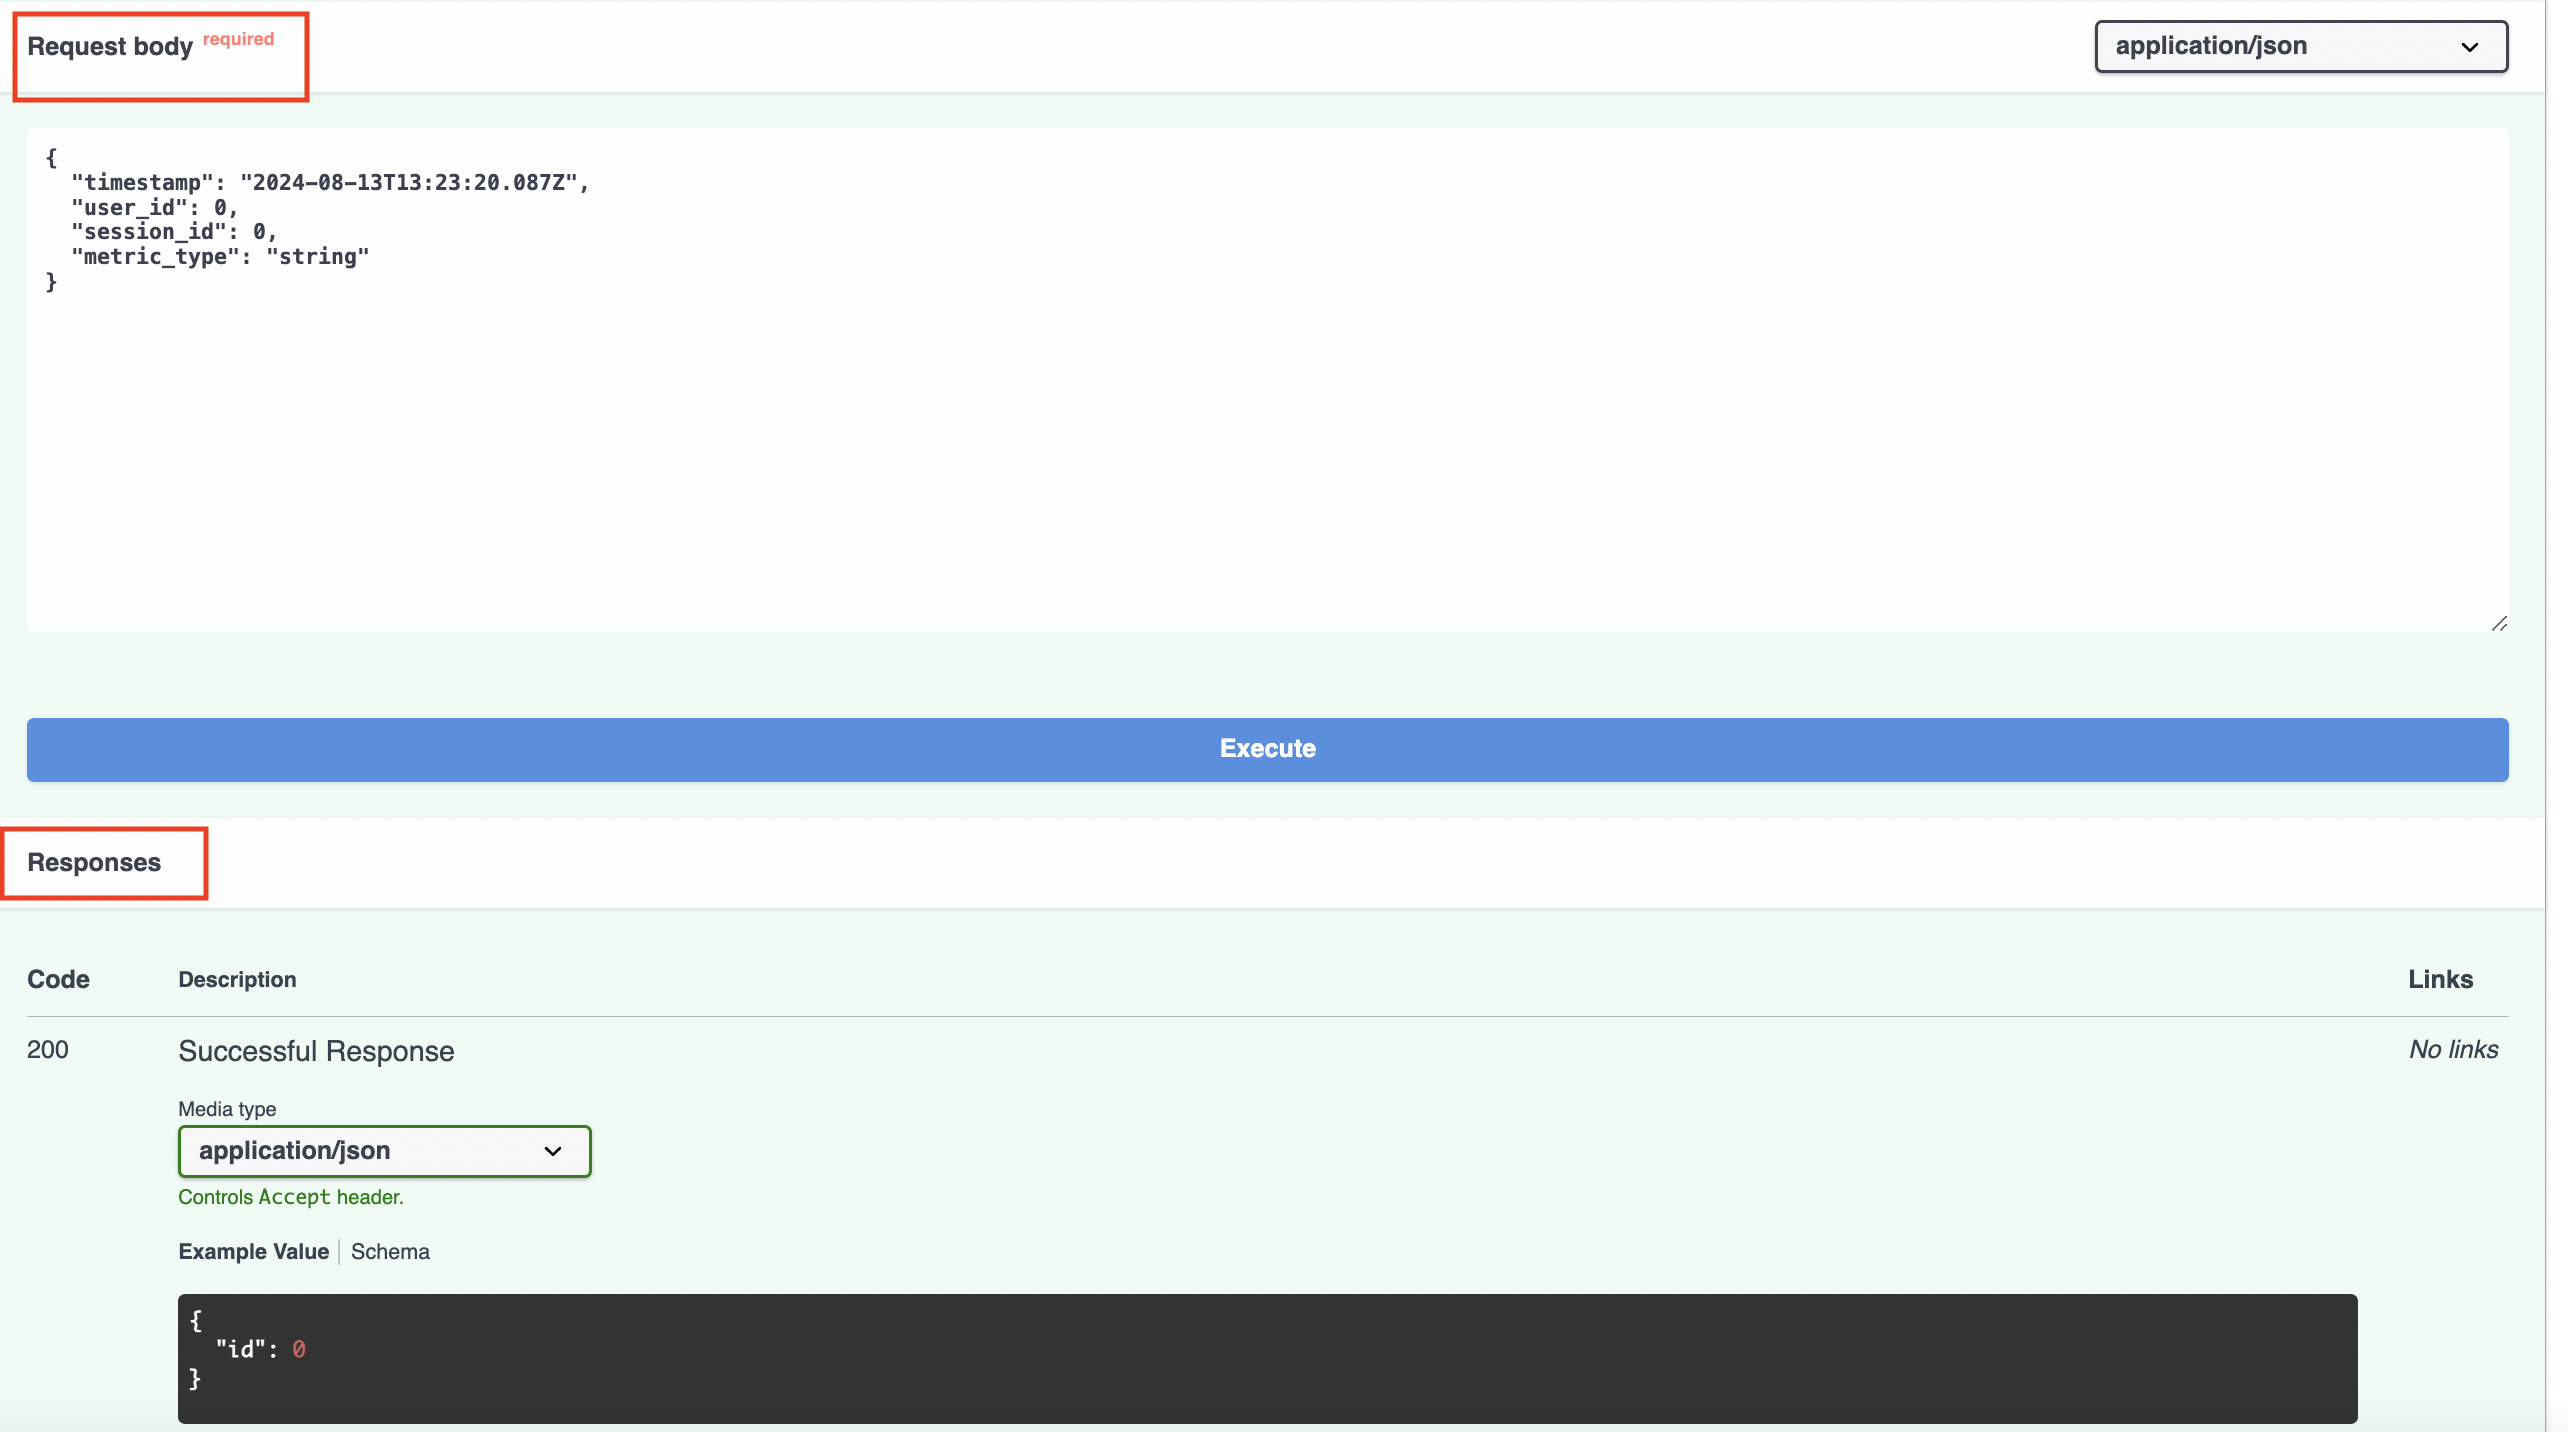 Request body required
application/json
{
  "timestamp": "2024-08-13T13:23:20.087Z",
  "user_id": 0,
  "session_id": 0,
  "metric_type": "string"
}
Execute
Responses
Code Description Links
200 Successful Response No links
Media type
application/json
Controls Accept header.
Example Value Schema
{
  "id": 0
}